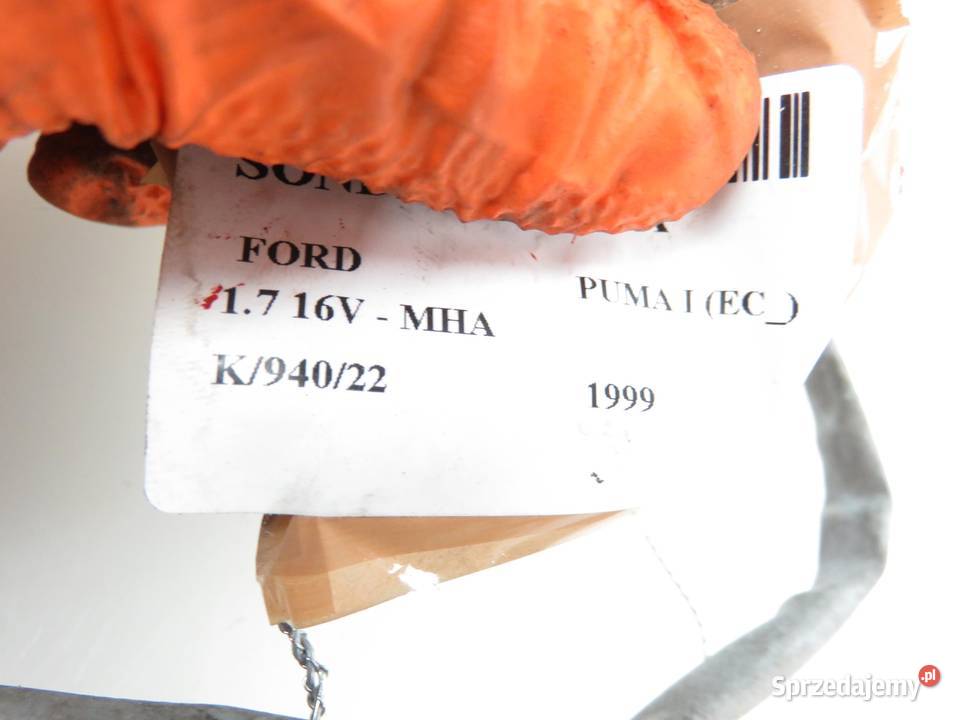 FORD
PUMA I (EC_)
1.7 16V - MHA
K/940/22
1999
Sprzedajemy.pl